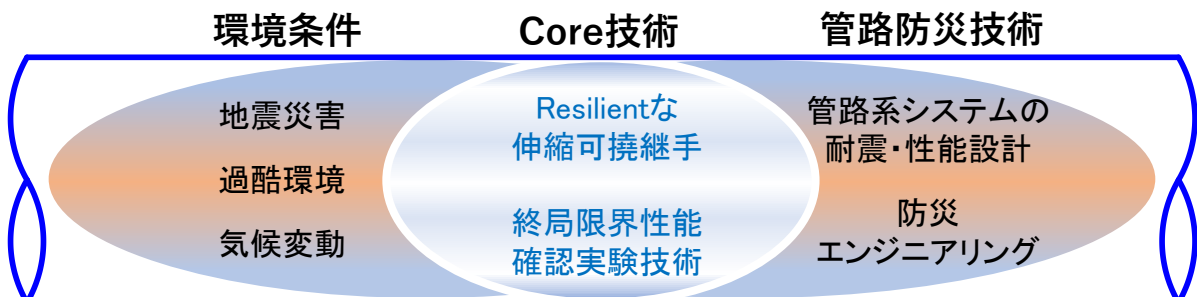 環境条件
Core技術
管路防災技術
地震災害
過酷環境
気候変動
Resilientな
伸縮可撓継手
終局限界性能
確認実験技術
管路系システムの
耐震・性能設計
防災
エンジニアリング